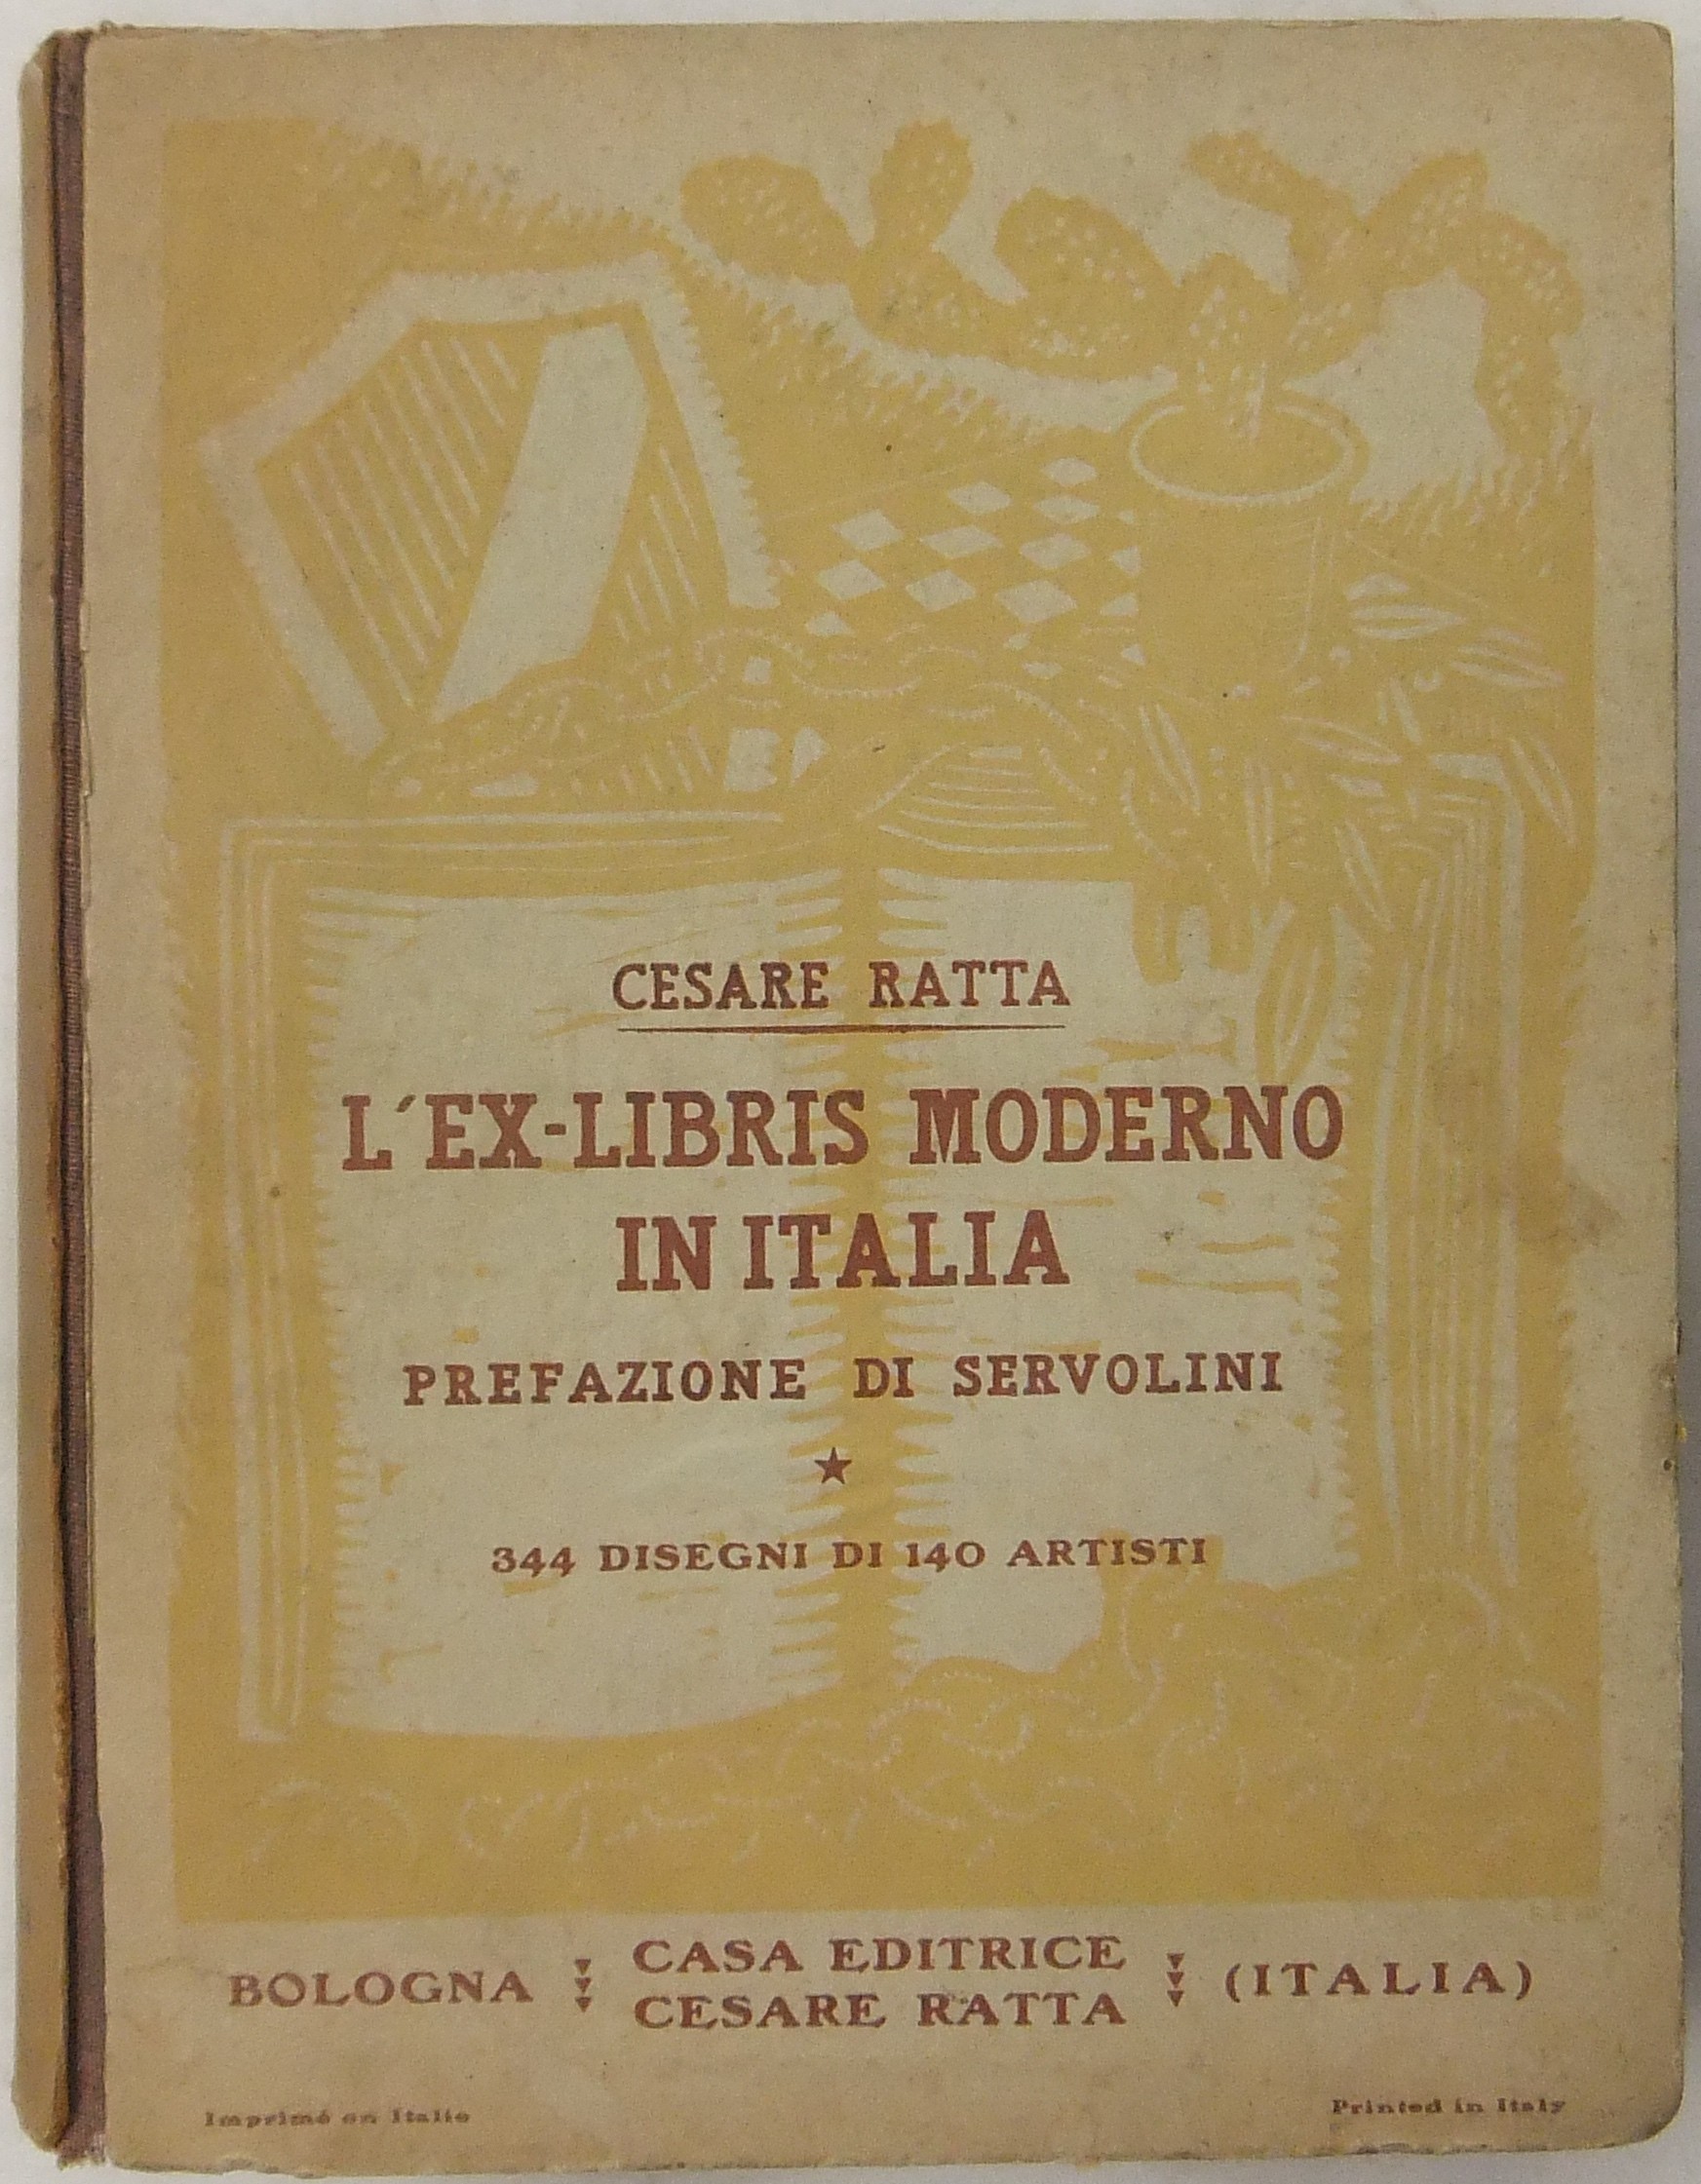 CESARE RATTA
L'EX-LIBRIS MODERNO
IN ITALIA
PREFAZIONE DI SERVOLINI
344 DISEGNI DI 140 ARTISTI
BOLOGNA
CASA EDITRICE
CESARE RATTA
(ITALIA)
Imprimé en Italie
Printed in Italy